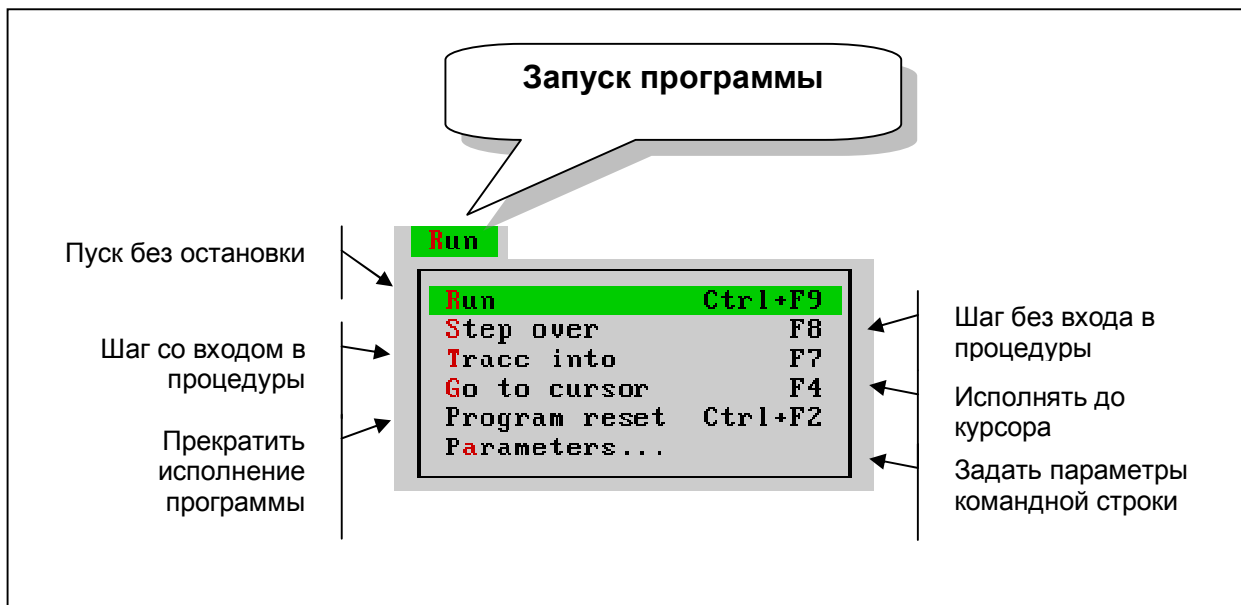 Запуск программы
Run
Пуск без остановки
Шаг со входом в
процедуры
Прекратить
исполнение
программы
Run Ctrl+F9
Step over F8
Trace into F7
Go to cursor F4
Program reset Ctrl+F2
Parameters...
Шаг без входа в
процедуры
Исполнять до
курсора
Задать параметры
командной строки